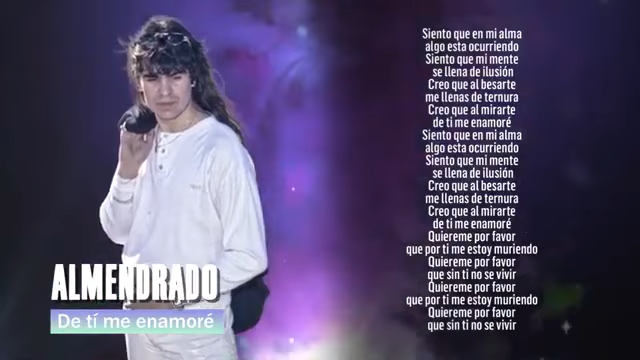 ALMENDRADO
De tí me enamoré
Siento que en mi alma
algo esta ocurriendo
Siento que mi mente
se llena de ilusión
Creo que al besarte
me llenas de ternura
Creo que al mirarte
de ti me enamoré
Siento que en mi alma
algo esta ocurriendo
Siento que mi mente
se llena de ilusión
Creo que al besarte
me llenas de ternura
Creo que al mirarte
de ti me enamoré
Quiereme por favor
que por ti me estoy muriendo
Quiereme por favor
que sin ti no se vivir
Quiereme por favor
que por ti me estoy muriendo
Quiereme por favor
que sin ti no se vivir